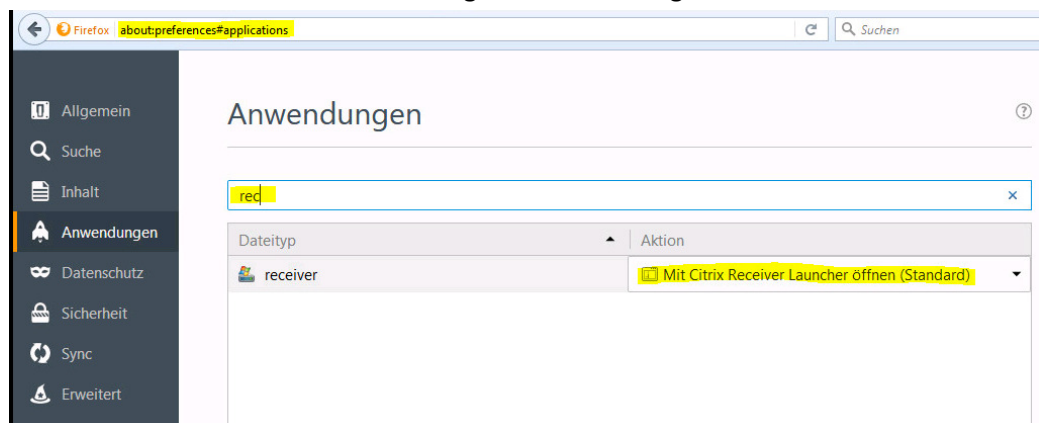 Firefox about:preferences#applications Suchen
Allgemein
Anwendungen
Suche
Inhalt
rec
Anwendungen
Dateityp Aktion
Datenschutz
receiver Mit Citrix Receiver Launcher öffnen (Standard)
Sicherheit
Sync
Erweitert